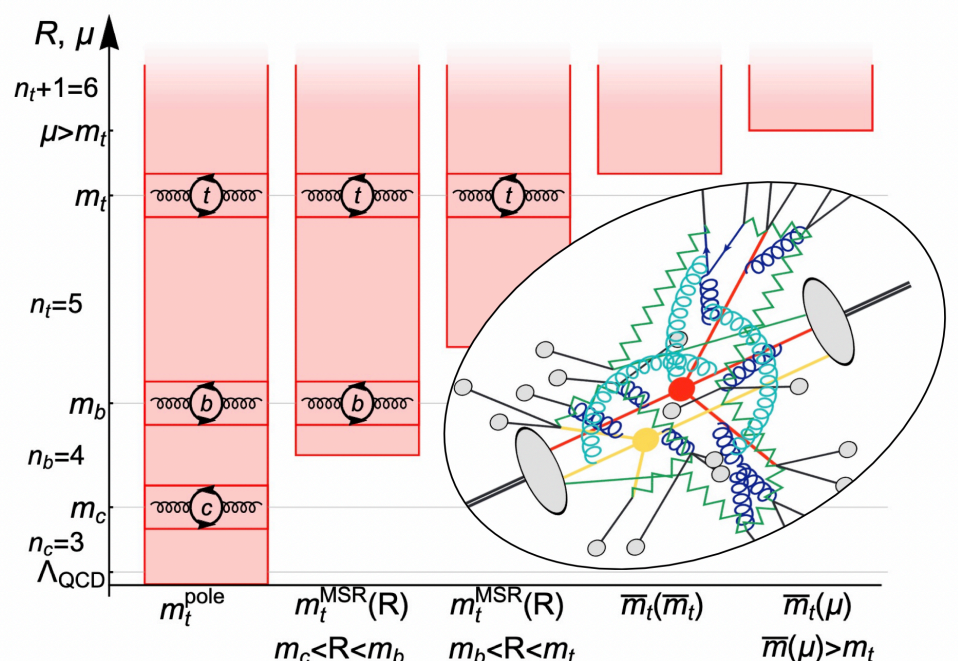 R, μ
n_t+1=6
μ>m_t
m_t
t
t
t
n_t=5
m_b
b
b
n_b=4
m_c
c
n_c=3
Λ_QCD
m_t^pole
m_t^MSR(R)
m_c<R<m_b
m_t^MSR(R)
m_b<R<m_t
m̅_t(m̅_t)
m̅_t(μ)
m̅(μ)>m_t